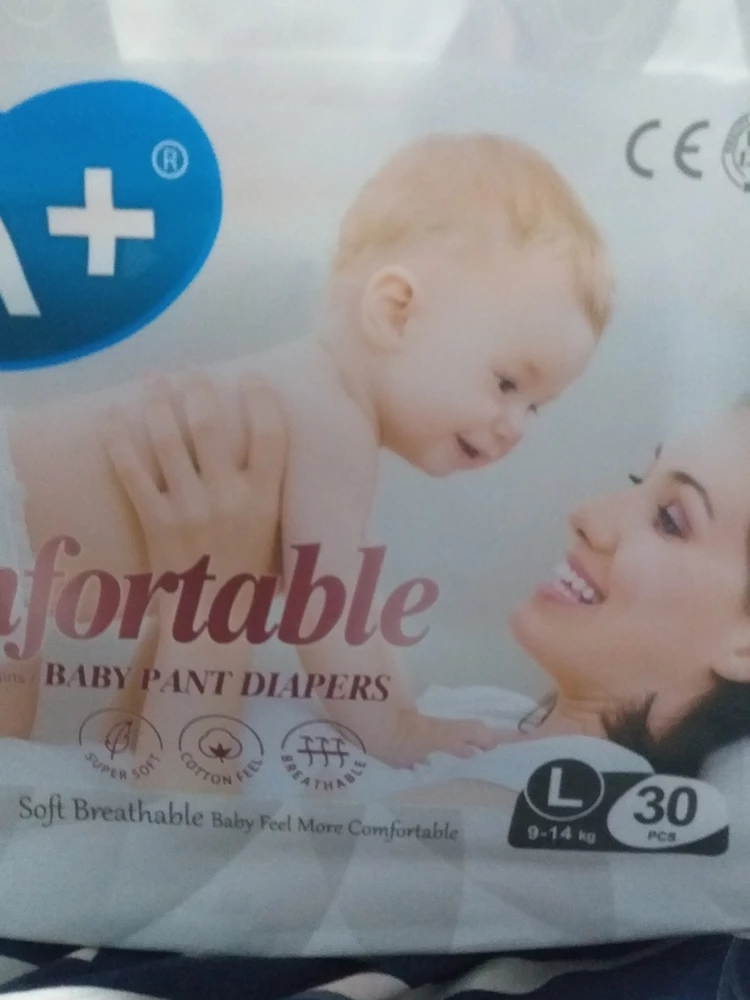 +®
CE
fortable
BABY PANT DIAPERS
SUPER SOFT
COTTON FEEL
BREATHABLE
Soft Breathable Baby Feel More Comfortable
L
9-14 kg
30
PCS